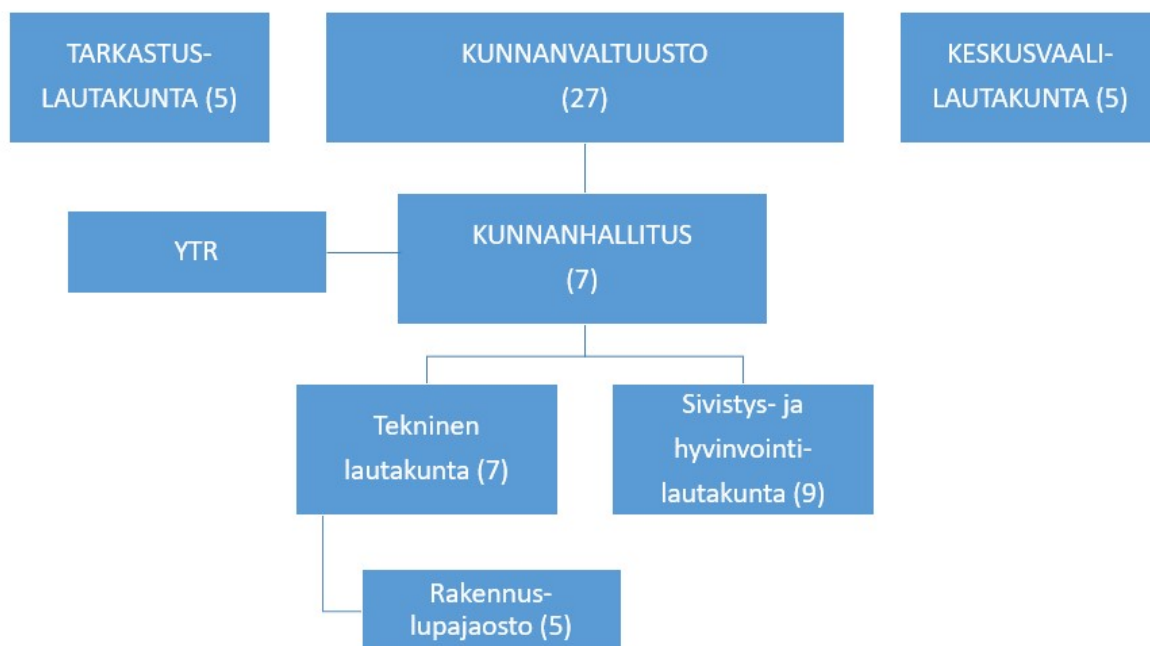 TARKASTUS-
LAUTAKUNTA (5)
KUNNANVALTUUSTO
(27)
KESKUSVAALI-
LAUTAKUNTA (5)
YTR
KUNNANHALLITUS
(7)
Tekninen
lautakunta (7)
Sivistys- ja
hyvinvointi-
lautakunta (9)
Rakennus-
lupajaosto (5)